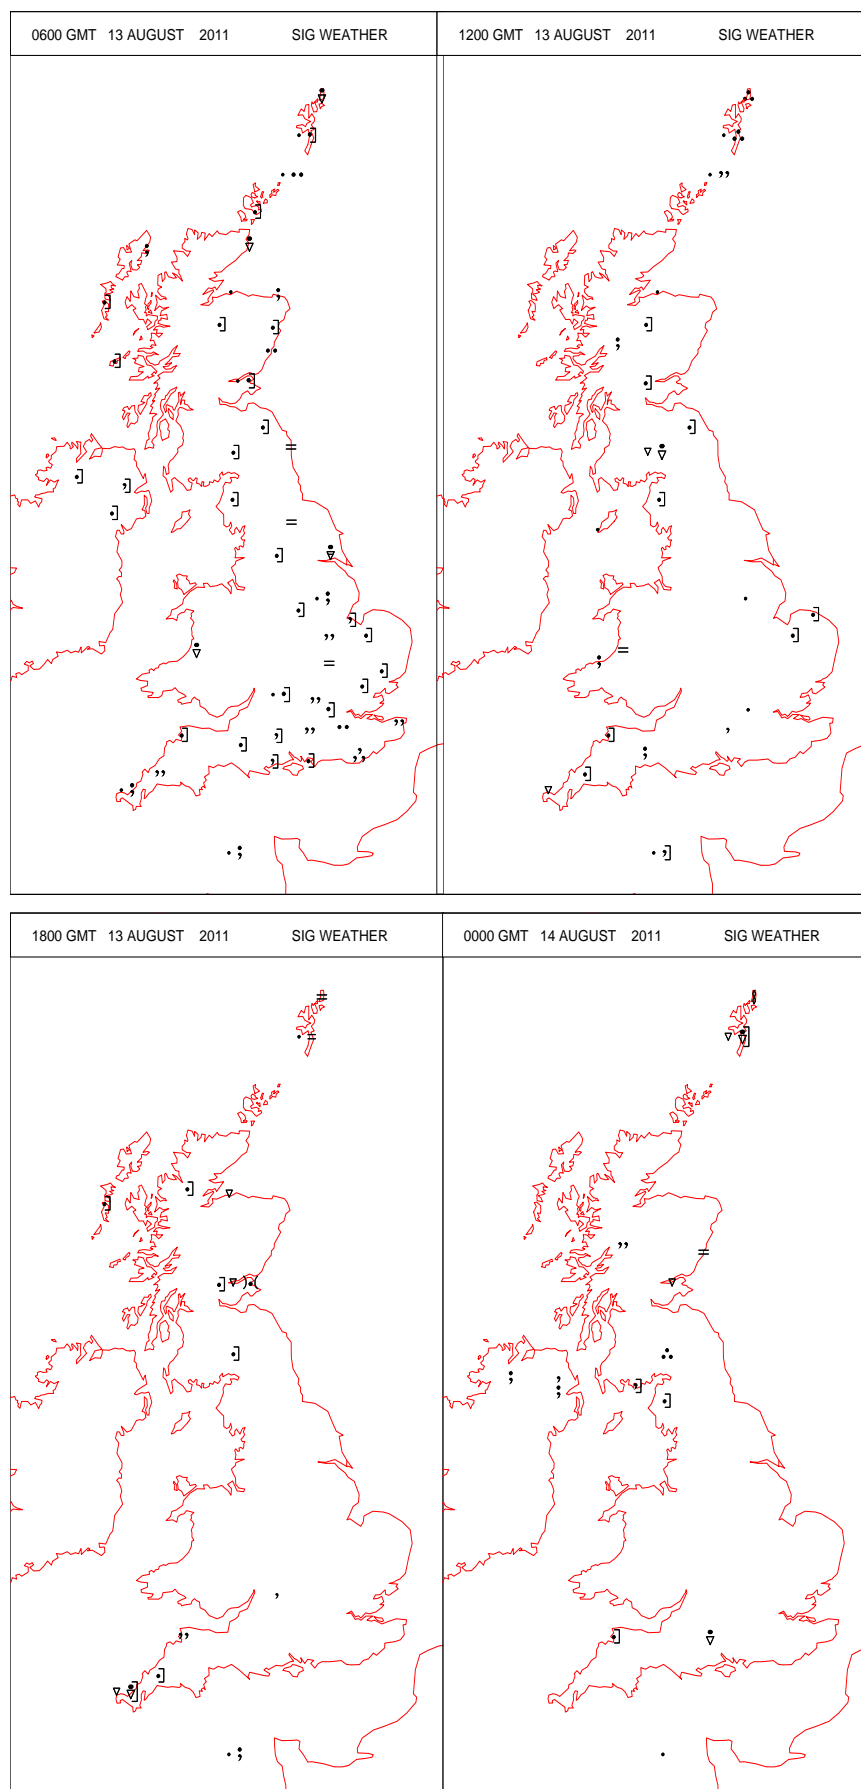 0600 GMT 13 AUGUST 2011 SIG WEATHER
1200 GMT 13 AUGUST 2011 SIG WEATHER
1800 GMT 13 AUGUST 2011 SIG WEATHER
0000 GMT 14 AUGUST 2011 SIG WEATHER